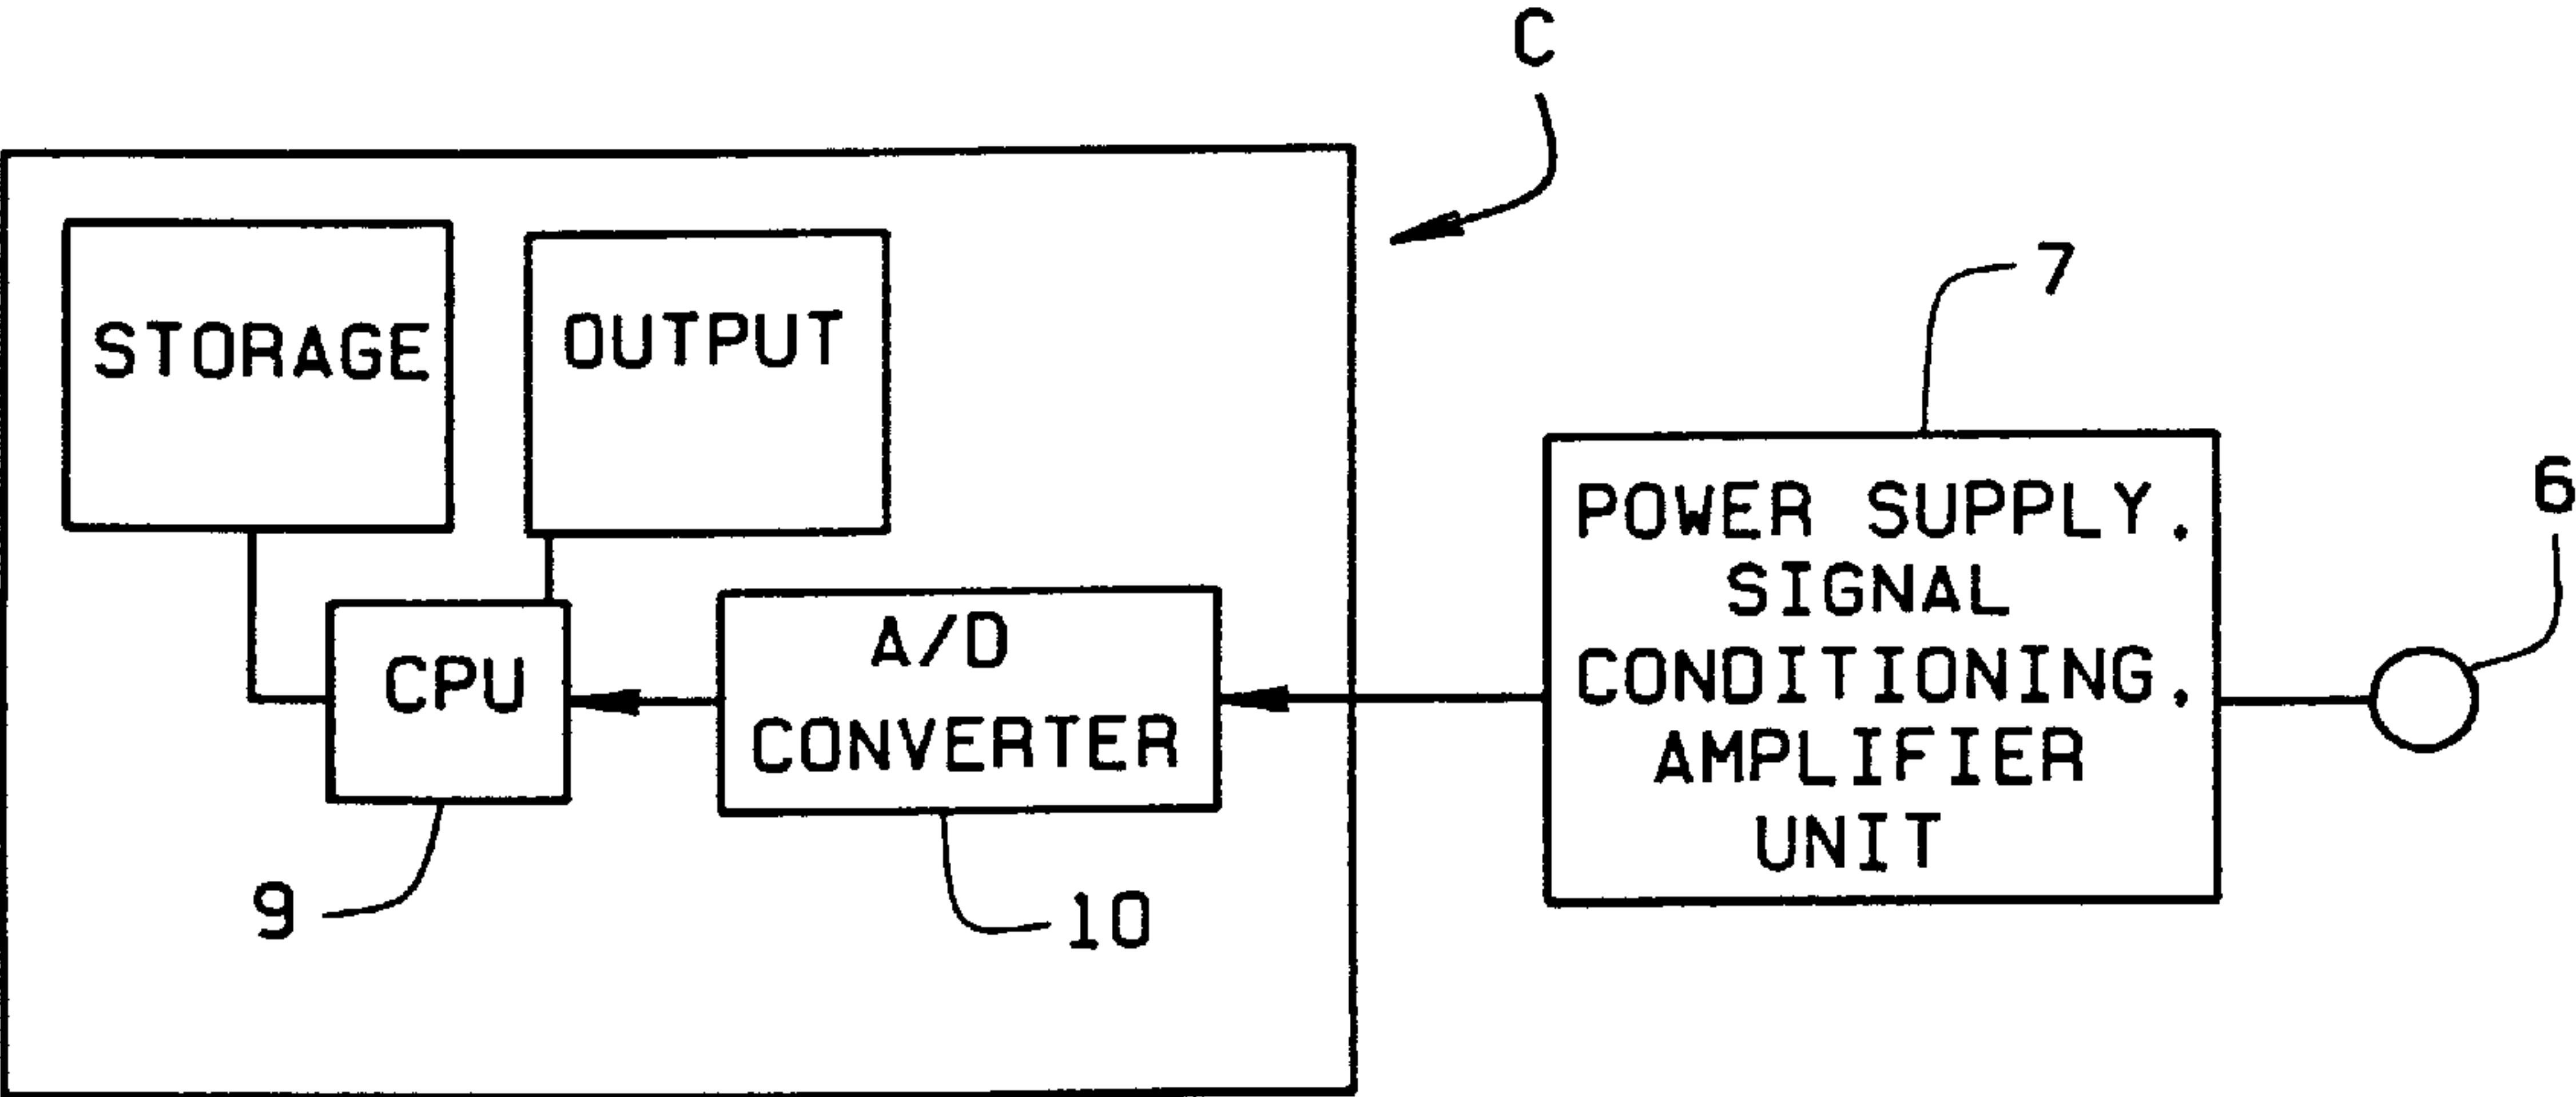 C
7
6
STORAGE
OUTPUT
CPU
A/D
CONVERTER
9
10
POWER SUPPLY.
SIGNAL
CONDITIONING.
AMPLIFIER
UNIT